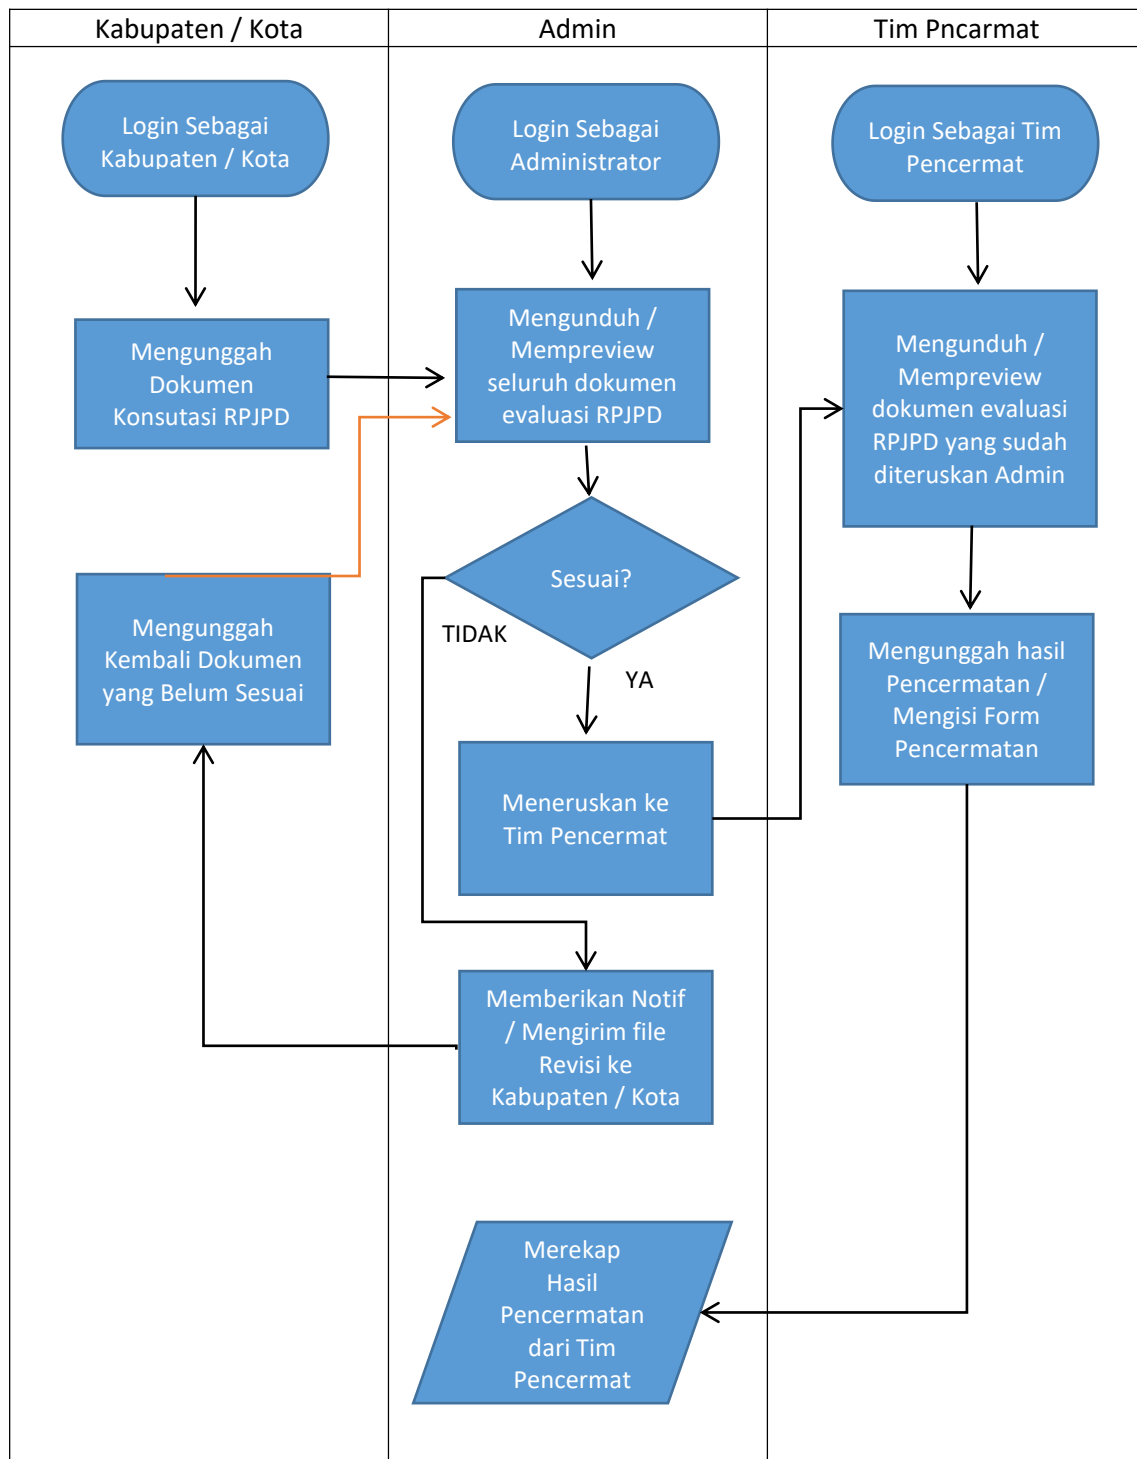 Kabupaten / Kota
Admin
Tim Pncarmat
Login Sebagai
Kabupaten / Kota
Login Sebagai
Administrator
Login Sebagai Tim
Pencermat
Mengunggah
Dokumen
Konsutasi RPJPD
Mengunduh /
Mempreview
seluruh dokumen
evaluasi RPJPD
Mengunduh /
Mempreview
dokumen evaluasi
RPJPD yang sudah
diteruskan Admin
Sesuai?
TIDAK
YA
Mengunggah
Kembali Dokumen
yang Belum Sesuai
Mengunggah hasil
Pencermatan /
Mengisi Form
Pencermatan
Meneruskan ke
Tim Pencermat
Memberikan Notif
/ Mengirim file
Revisi ke
Kabupaten / Kota
Merekap
Hasil
Pencermatan
dari Tim
Pencermat